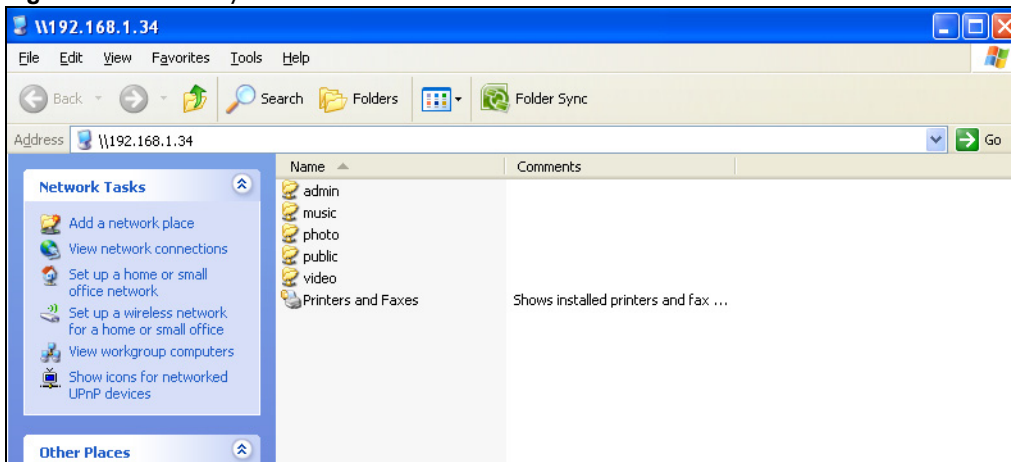 \\192.168.1.34
File Edit View Favorites Tools Help
Back Search Folders Folder Sync
Address \\192.168.1.34 Go
Name Comments
Network Tasks
Add a network place
View network connections
Set up a home or small
office network
Set up a wireless network
for a home or small office
View workgroup computers
Show icons for networked
UPnP devices
Other Places
admin
music
photo
public
video
Printers and Faxes Shows installed printers and fax ...